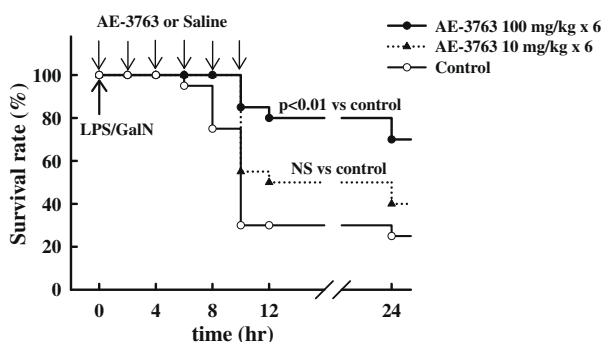 AE-3763 or Saline
AE-3763 100 mg/kg x 6
AE-3763 10 mg/kg x 6
Control
100
80
60
40
20
0
Survival rate (%)
LPS/GalN
p<0.01 vs control
NS vs control
0
4
8
12
24
time (hr)